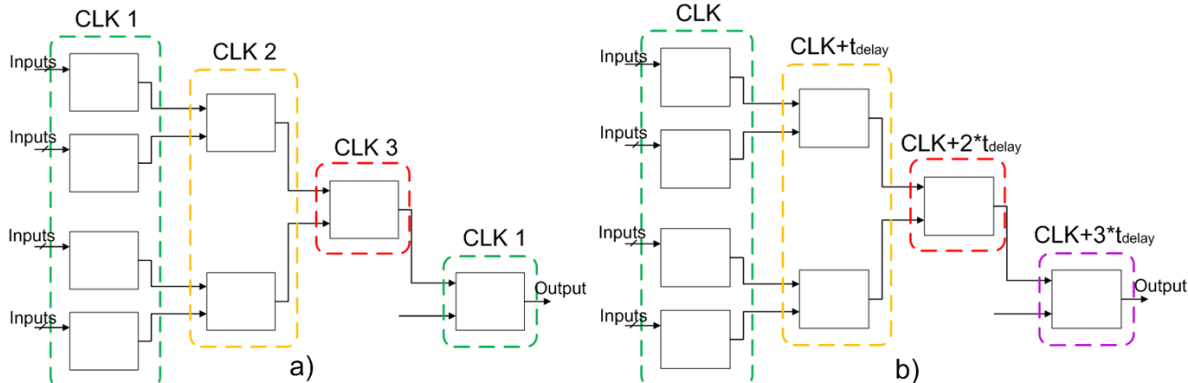 CLK 1
CLK 2
CLK 3
CLK 1
Inputs
Inputs
Inputs
Inputs
Output
a)
CLK
CLK+tdelay
CLK+2*tdelay
CLK+3*tdelay
Inputs
Inputs
Inputs
Inputs
Output
b)